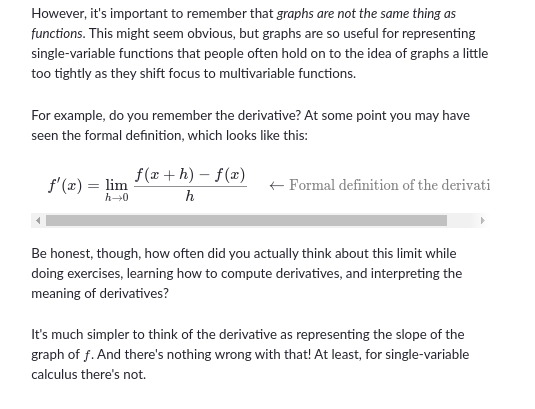 However, it's important to remember that graphs are not the same thing as
functions. This might seem obvious, but graphs are so useful for representing
single-variable functions that people often hold on to the idea of graphs a little
too tightly as they shift focus to multivariable functions.
For example, do you remember the derivative? At some point you may have
seen the formal definition, which looks like this:
f′(x) = lim h→0 f(x + h) − f(x) / h ← Formal definition of the derivati
Be honest, though, how often did you actually think about this limit while
doing exercises, learning how to compute derivatives, and interpreting the
meaning of derivatives?
It's much simpler to think of the derivative as representing the slope of the
graph of f. And there's nothing wrong with that! At least, for single-variable
calculus there's not.